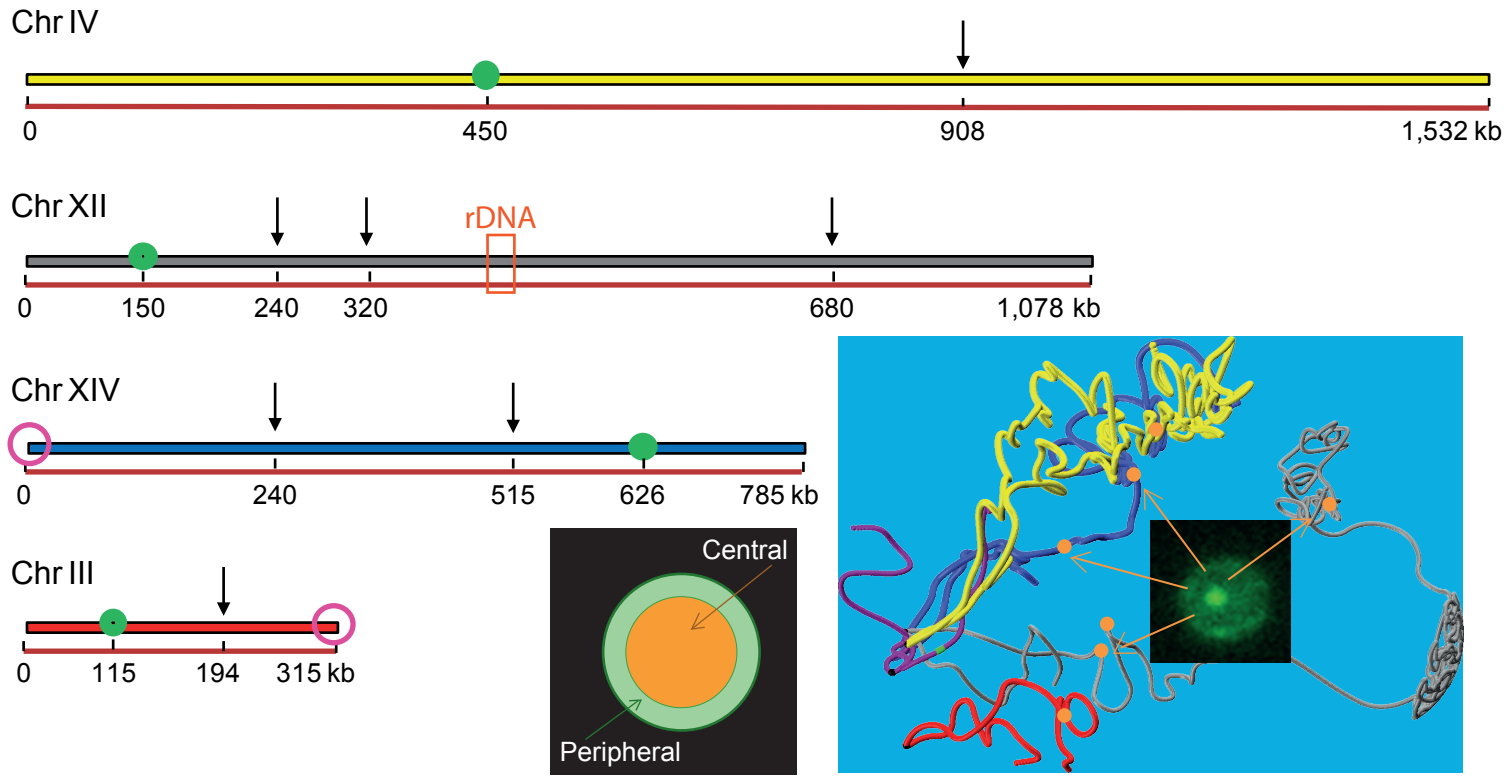 Chr IV
0 450 908 1,532 kb
Chr XII
rDNA
0 150 240 320 680 1,078 kb
Chr XIV
0 240 515 626 785 kb
Chr III
0 115 194 315 kb
Central
Peripheral